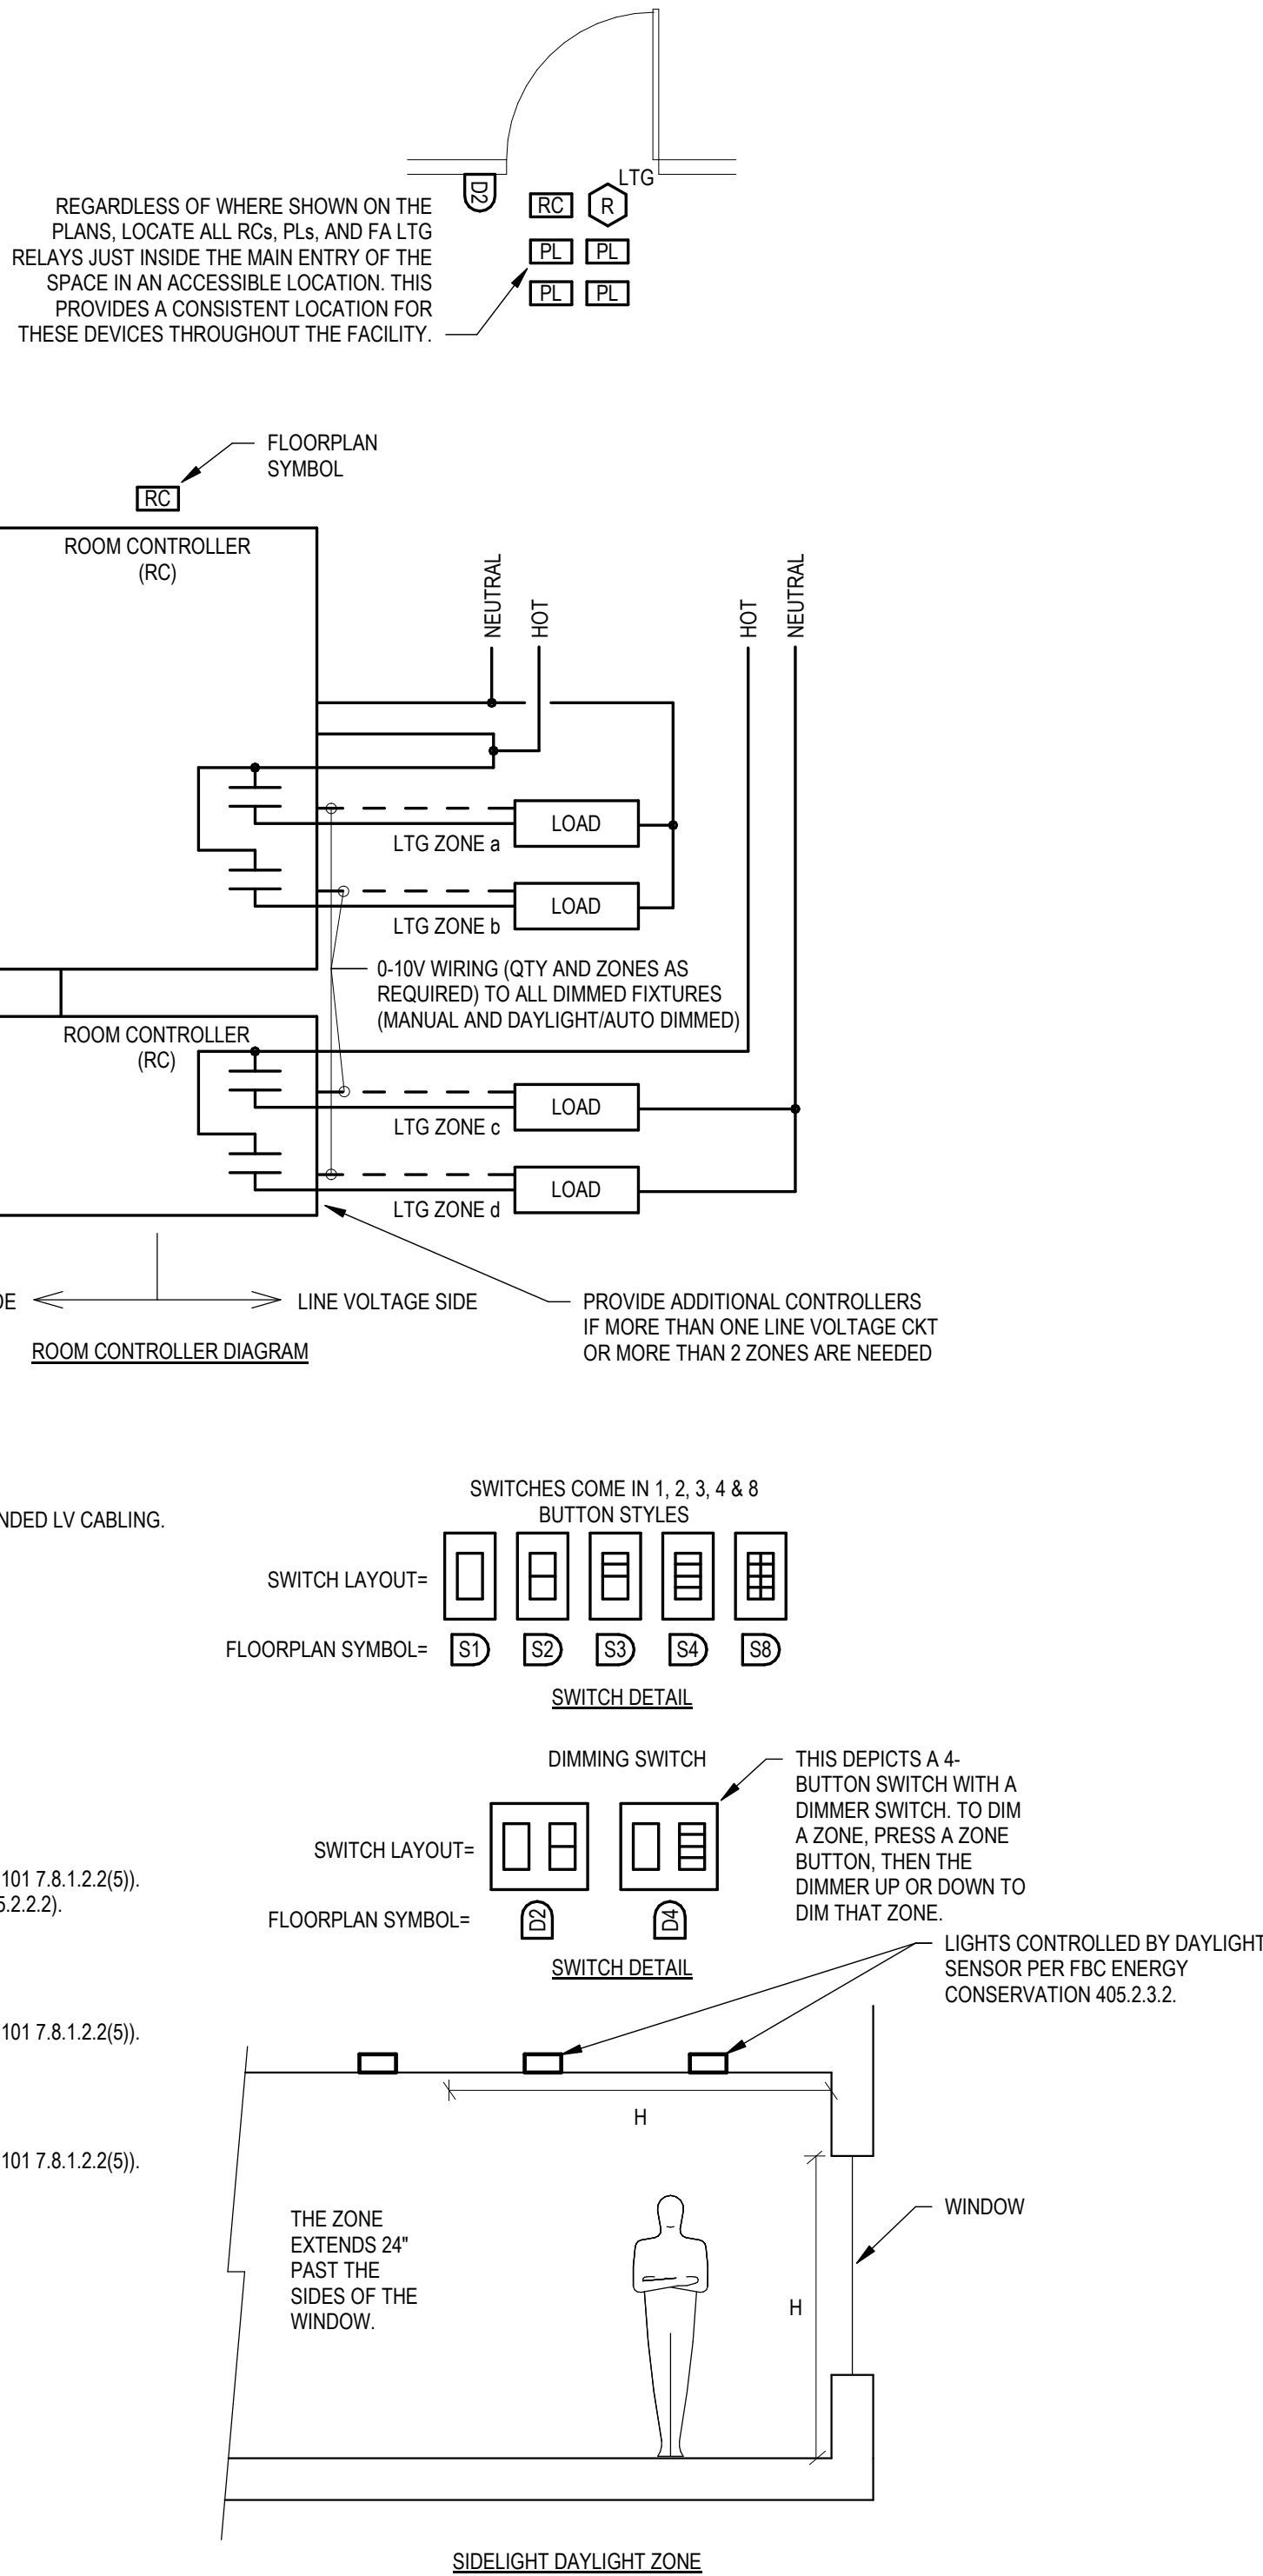 LTG
D2
RC
R
REGARDLESS OF WHERE SHOWN ON THE
PLANS, LOCATE ALL RCs, PLs, AND FA LTG
RELAYS JUST INSIDE THE MAIN ENTRY OF THE
SPACE IN AN ACCESSIBLE LOCATION. THIS
PROVIDES A CONSISTENT LOCATION FOR
THESE DEVICES THROUGHOUT THE FACILITY.
PL
PL
PL
PL
FLOORPLAN
SYMBOL
RC
ROOM CONTROLLER
(RC)
NEUTRAL
HOT
HOT
NEUTRAL
LOAD
LTG ZONE a
LOAD
LTG ZONE b
0-10V WIRING (QTY AND ZONES AS
REQUIRED) TO ALL DIMMED FIXTURES
(MANUAL AND DAYLIGHT/AUTO DIMMED)
ROOM CONTROLLER
(RC)
LOAD
LTG ZONE c
LOAD
LTG ZONE d
DE
LINE VOLTAGE SIDE
PROVIDE ADDITIONAL CONTROLLERS
IF MORE THAN ONE LINE VOLTAGE CKT
OR MORE THAN 2 ZONES ARE NEEDED
ROOM CONTROLLER DIAGRAM
SWITCHES COME IN 1, 2, 3, 4 & 8
BUTTON STYLES
NDED LV CABLING.
SWITCH LAYOUT=
FLOORPLAN SYMBOL=
S1
S2
S3
S4
S8
SWITCH DETAIL
DIMMING SWITCH
THIS DEPICTS A 4-
BUTTON SWITCH WITH A
DIMMER SWITCH. TO DIM
A ZONE, PRESS A ZONE
BUTTON, THEN THE
DIMMER UP OR DOWN TO
DIM THAT ZONE.
SWITCH LAYOUT=
101 7.8.1.2.2(5)).
5.2.2.2).
FLOORPLAN SYMBOL=
D2
D4
SWITCH DETAIL
LIGHTS CONTROLLED BY DAYLIGHT
SENSOR PER FBC ENERGY
CONSERVATION 405.2.3.2.
101 7.8.1.2.2(5)).
H
101 7.8.1.2.2(5)).
WINDOW
THE ZONE
EXTENDS 24"
PAST THE
SIDES OF THE
WINDOW.
H
SIDELIGHT DAYLIGHT ZONE